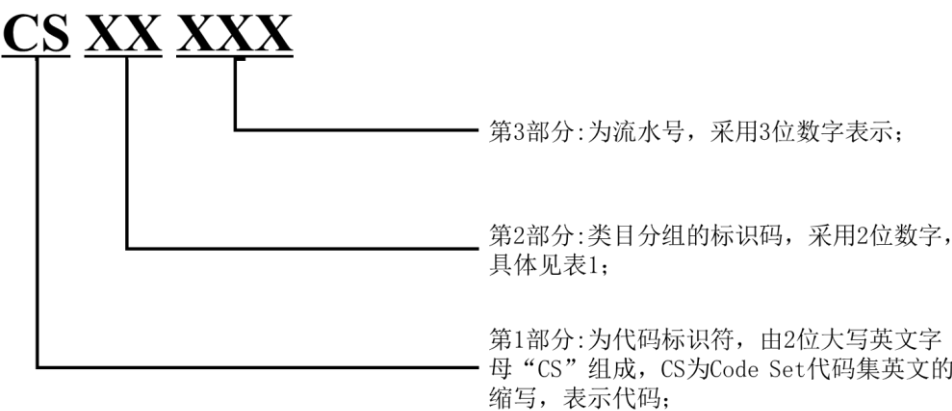 CS XX XXX
第3部分:为流水号，采用3位数字表示；
第2部分:类目分组的标识码，采用2位数字，
具体见表1；
第1部分:为代码标识符，由2位大写英文字
母“CS”组成，CS为Code Set代码集英文的
缩写，表示代码；